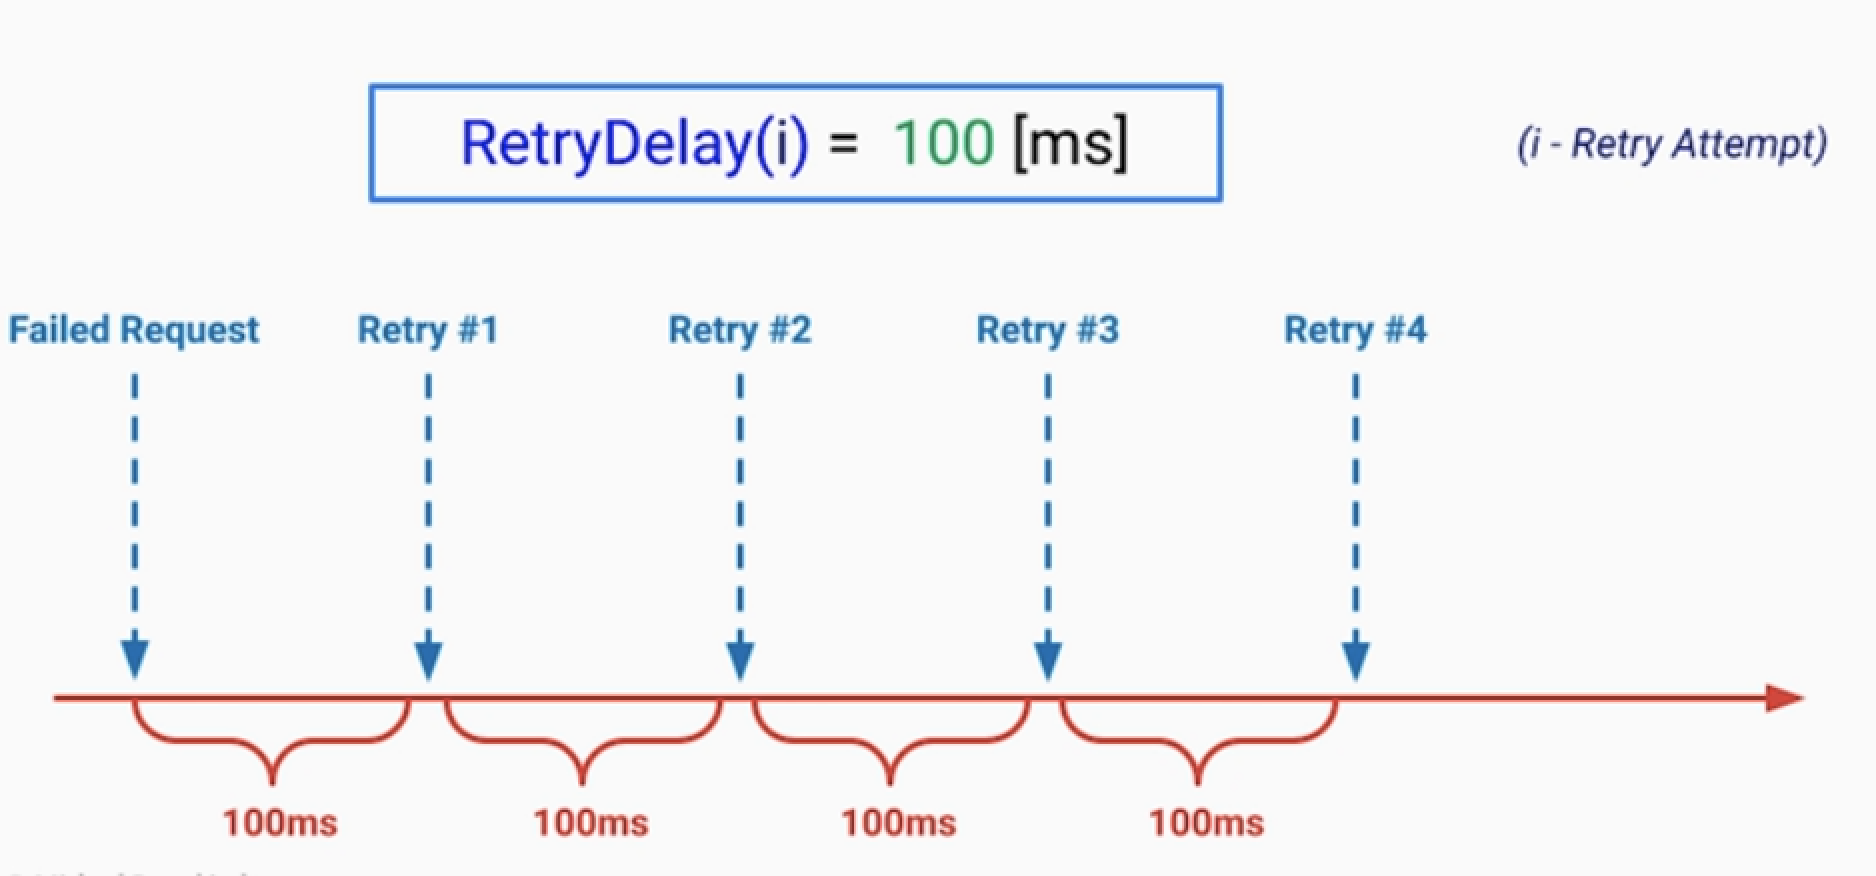 RetryDelay(i) = 100 [ms]
(i - Retry Attempt)
Failed Request Retry #1 Retry #2 Retry #3 Retry #4
100ms 100ms 100ms 100ms